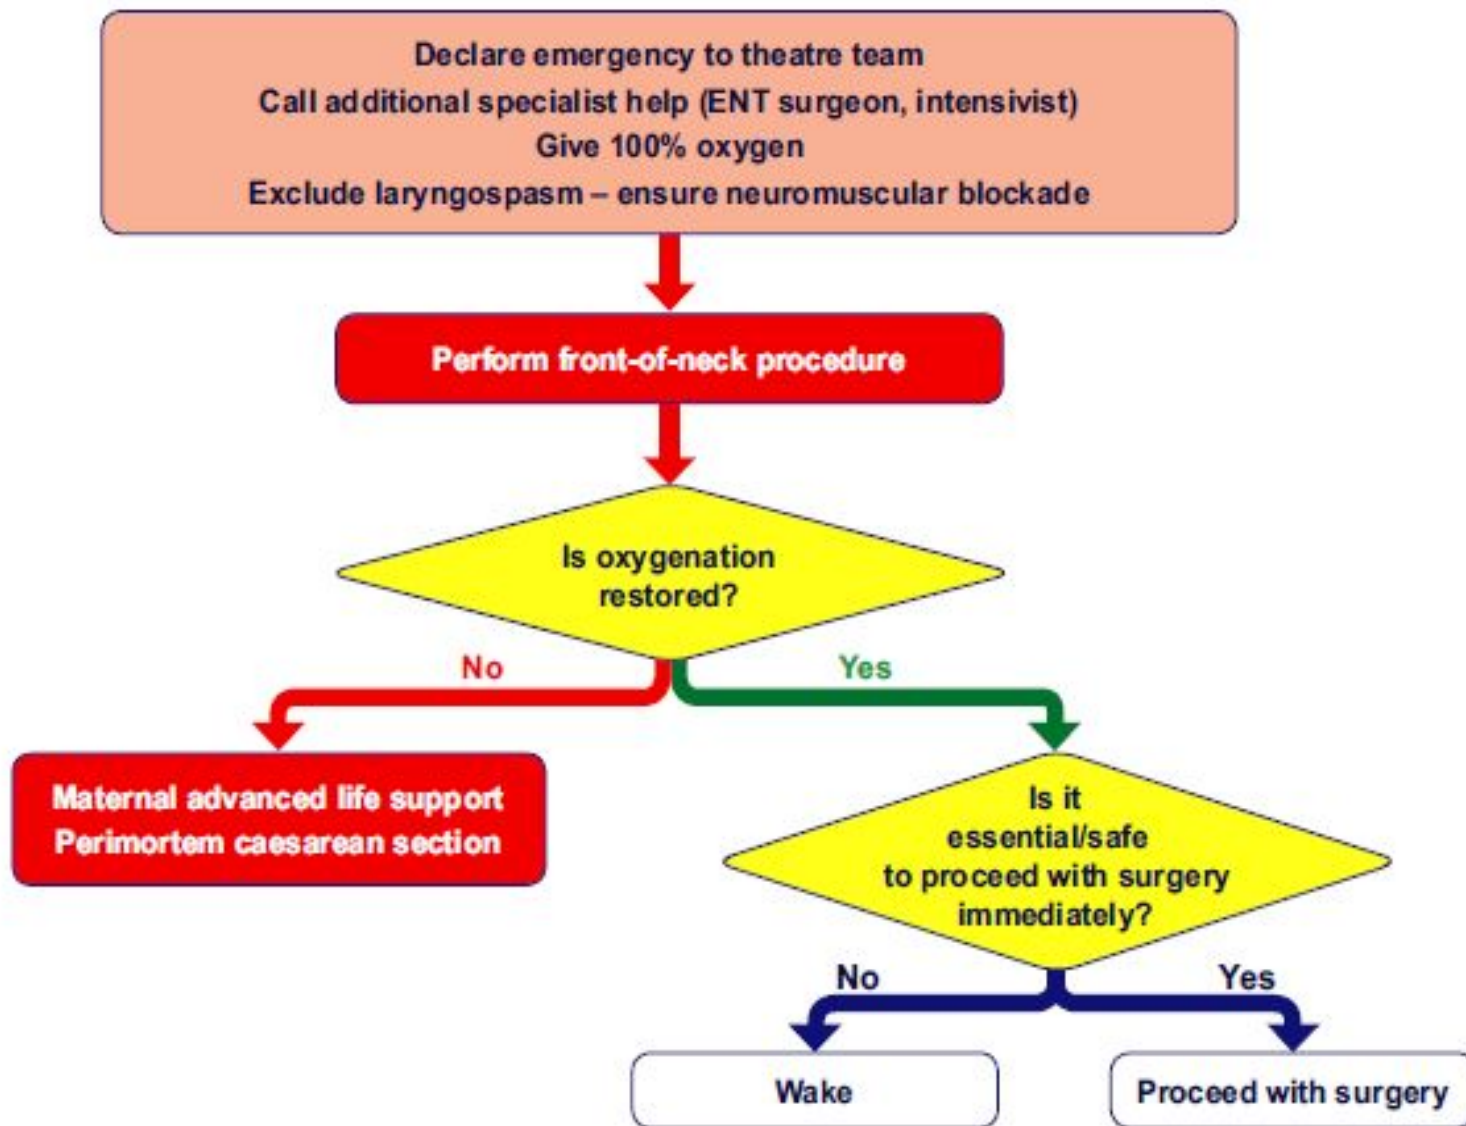 Declare emergency to theatre team
Call additional specialist help (ENT surgeon, intensivist)
Give 100% oxygen
Exclude laryngospasm – ensure neuromuscular blockade
Perform front-of-neck procedure
Is oxygenation
restored?
No
Yes
Maternal advanced life support
Perimortem caesarean section
Is it
essential/safe
to proceed with surgery
immediately?
No
Yes
Wake
Proceed with surgery